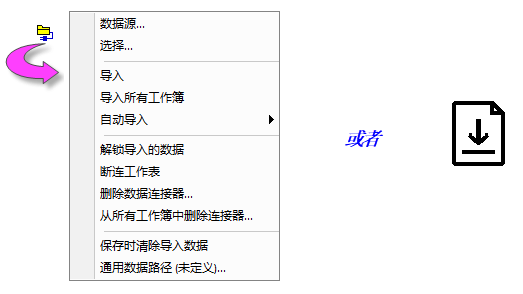 数据源...
选择...
导入
导入所有工作簿
自动导入
解锁导入的数据
断连工作表
删除数据连接器...
从所有工作簿中删除连接器...
保存时清除导入数据
通用数据路径 (未定义)...
或者